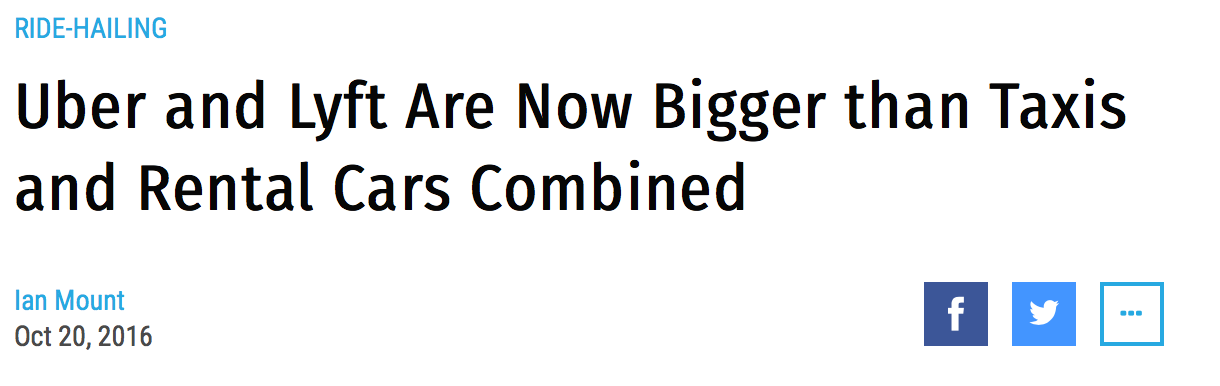 RIDE-HAILING
Uber and Lyft Are Now Bigger than Taxis
and Rental Cars Combined
Ian Mount
Oct 20, 2016